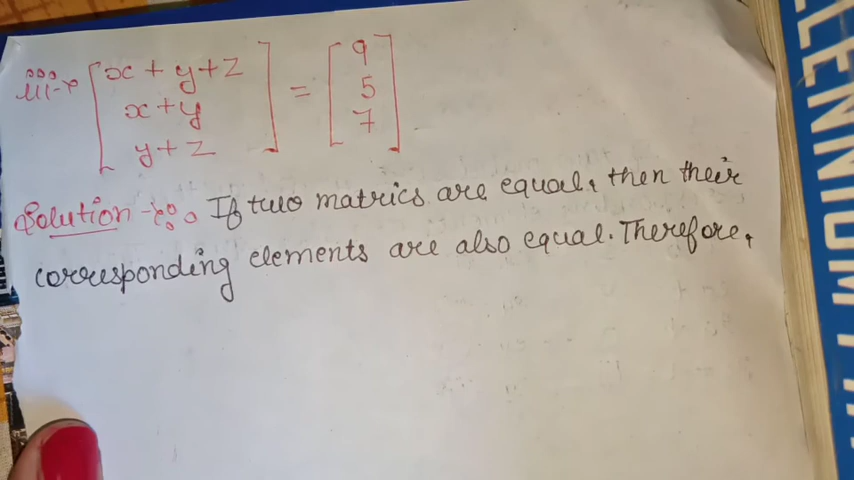 iii→ [x + y + z] = [9]
[x + y] [5]
[y + z] [7]
Solution→ If two matrics are equal, then their
corresponding elements are also equal. Therefore,